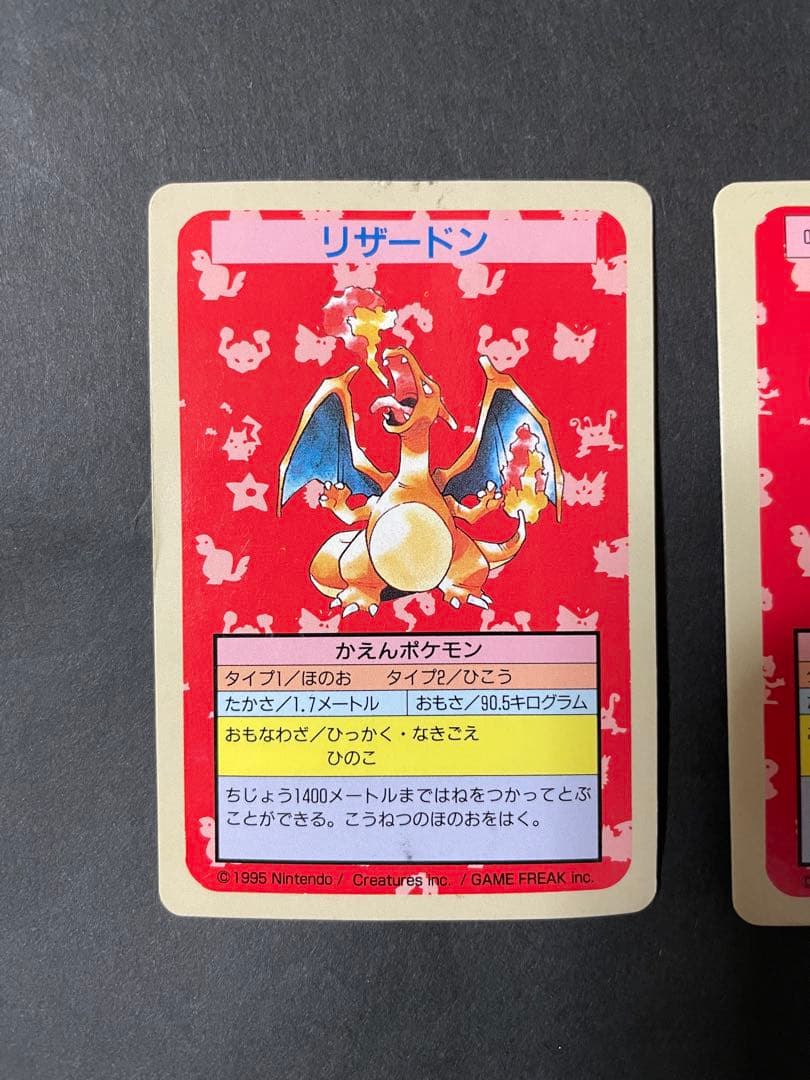 リザードン
かえんポケモン
タイプ1／ほのお　タイプ2／ひこう
たかさ／1.7メートル　おもさ／90.5キログラム
おもなわざ／ひっかく・なきごえ
ひのこ
ちじょう1400メートルまではねをつかってとぶ
ことができる。こうねつのほのおをはく。
©1995 Nintendo / Creatures inc. / GAME FREAK inc.